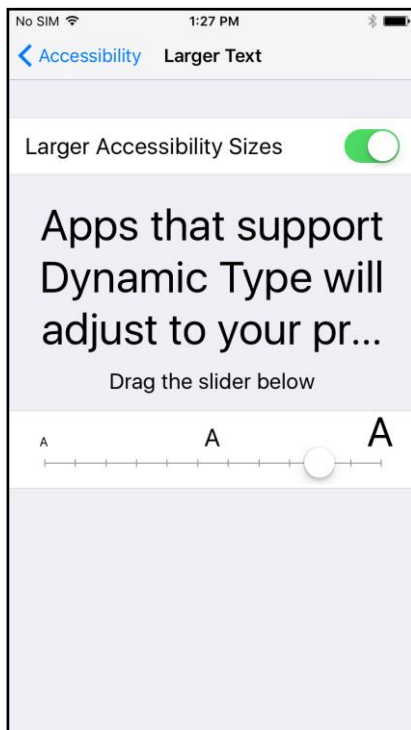 No SIM 1:27 PM
Accessibility Larger Text
Larger Accessibility Sizes
Apps that support
Dynamic Type will
adjust to your pr...
Drag the slider below
A A A